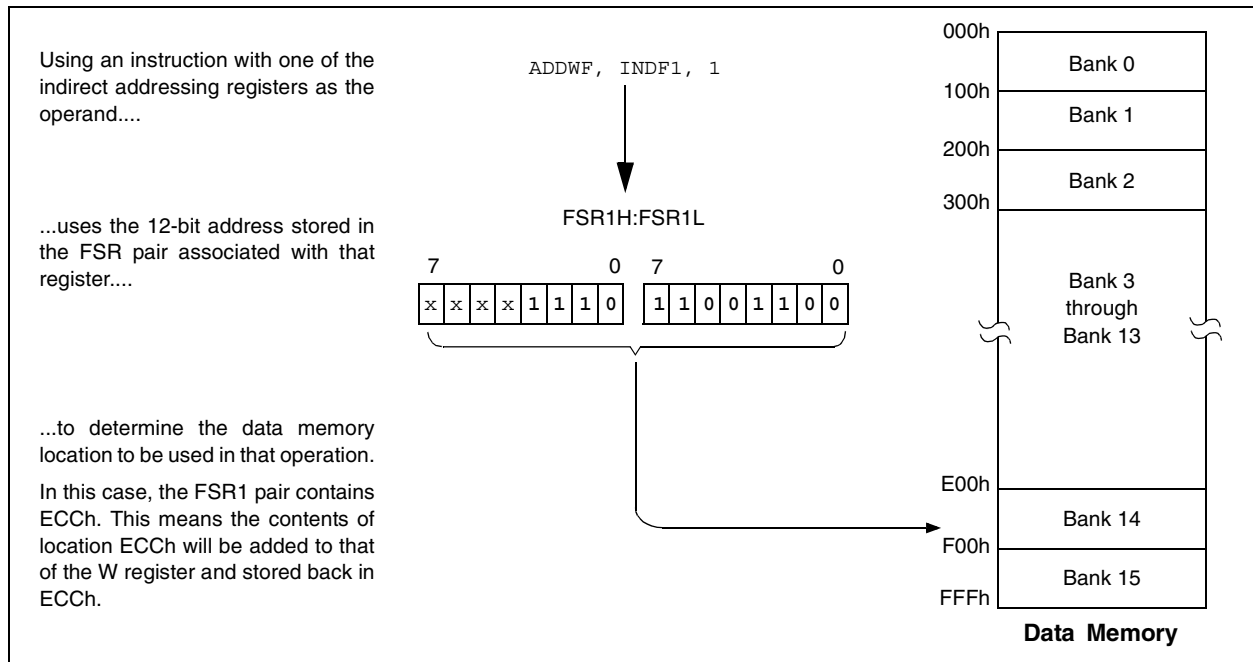 Using an instruction with one of the
indirect addressing registers as the
operand....
ADDWF, INDF1, 1
...uses the 12-bit address stored in
the FSR pair associated with that
register....
FSR1H:FSR1L
7 0 7 0
x x x x 1 1 1 0 1 1 0 0 1 1 0 0
...to determine the data memory
location to be used in that operation.
In this case, the FSR1 pair contains
ECCh. This means the contents of
location ECCh will be added to that
of the W register and stored back in
ECCh.
000h
Bank 0
100h
Bank 1
200h
Bank 2
300h
Bank 3
through
Bank 13
E00h
Bank 14
F00h
Bank 15
FFFh
Data Memory